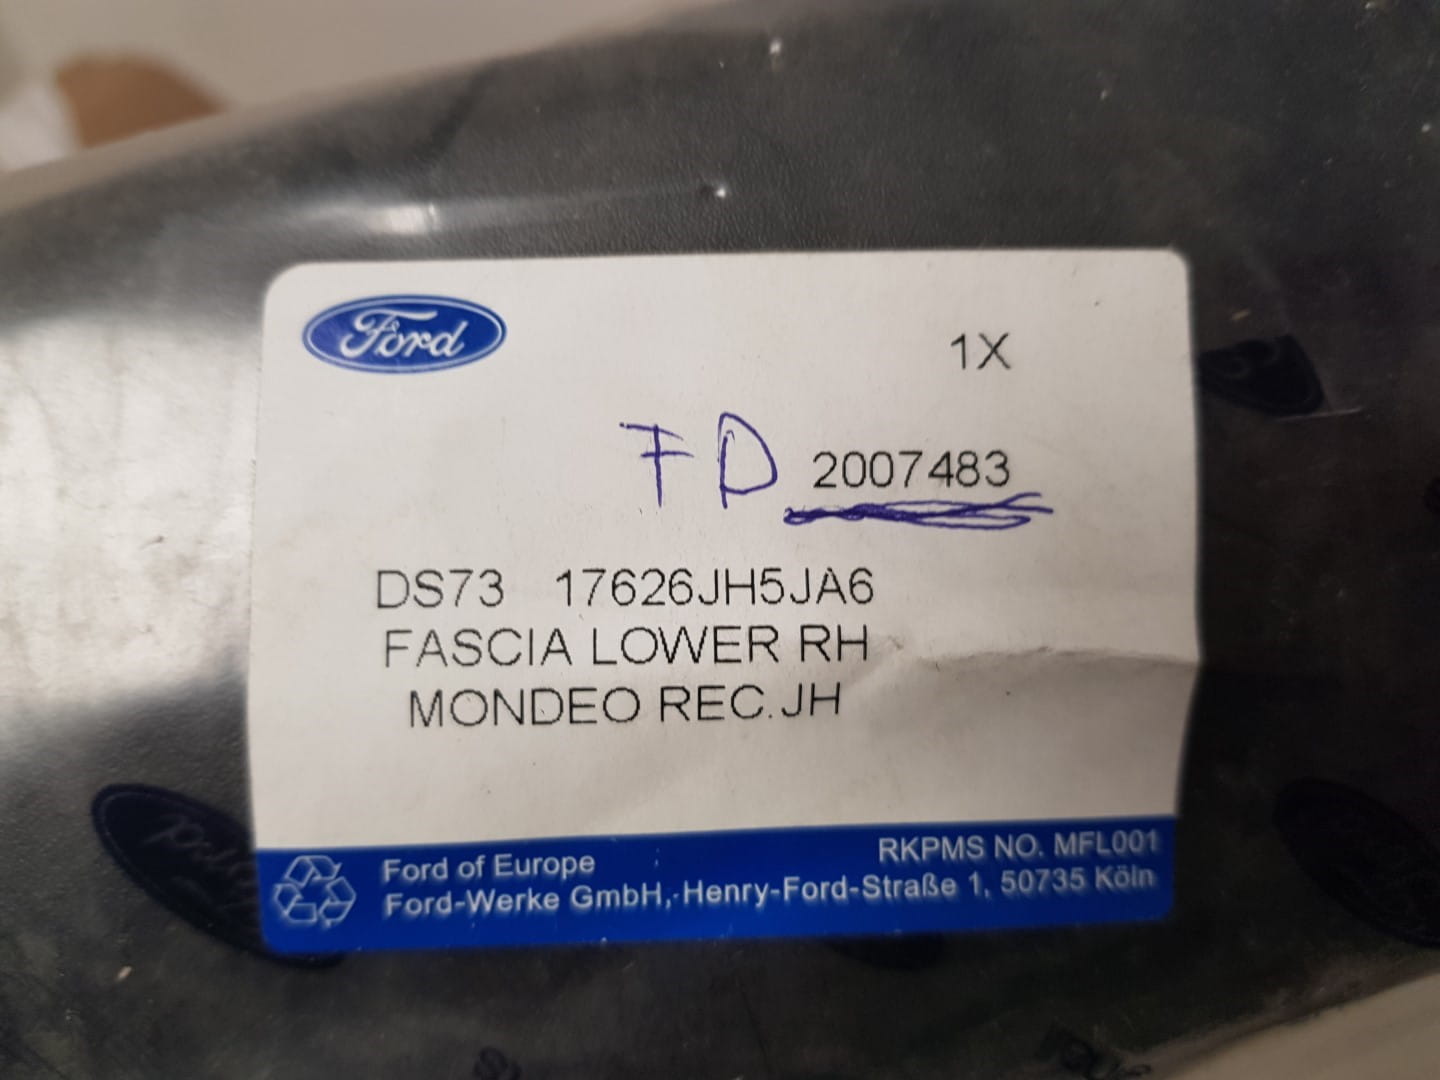 Ford
1X
FD 2007483
DS73 17626JH5JA6
FASCIA LOWER RH
MONDEO REC.JH
RKPMS NO. MFL001
Ford of Europe
Ford-Werke GmbH, Henry-Ford-Straße 1, 50735 Köln
Ford